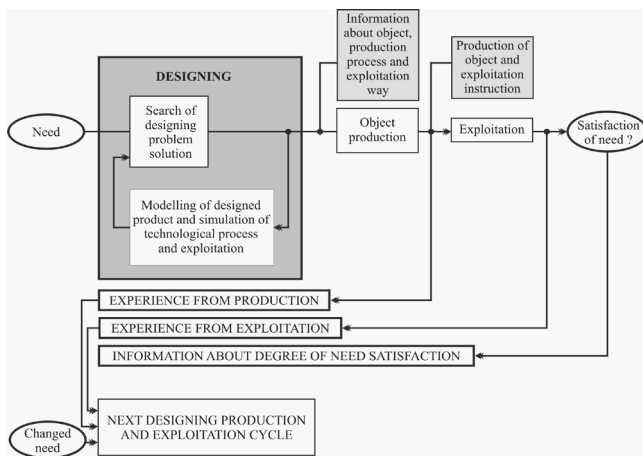 Information
about object,
production
process and
exploitation
way
Production of
object and
exploitation
instruction
DESIGNING
Search of
designing
problem
solution
Need
Object
production
Exploitation
Satisfaction
of need ?
Modelling of designed
product and simulation of
technological process
and exploitation
EXPERIENCE FROM PRODUCTION
EXPERIENCE FROM EXPLOITATION
INFORMATION ABOUT DEGREE OF NEED SATISFACTION
NEXT DESIGNING PRODUCTION
AND EXPLOITATION CYCLE
Changed
need